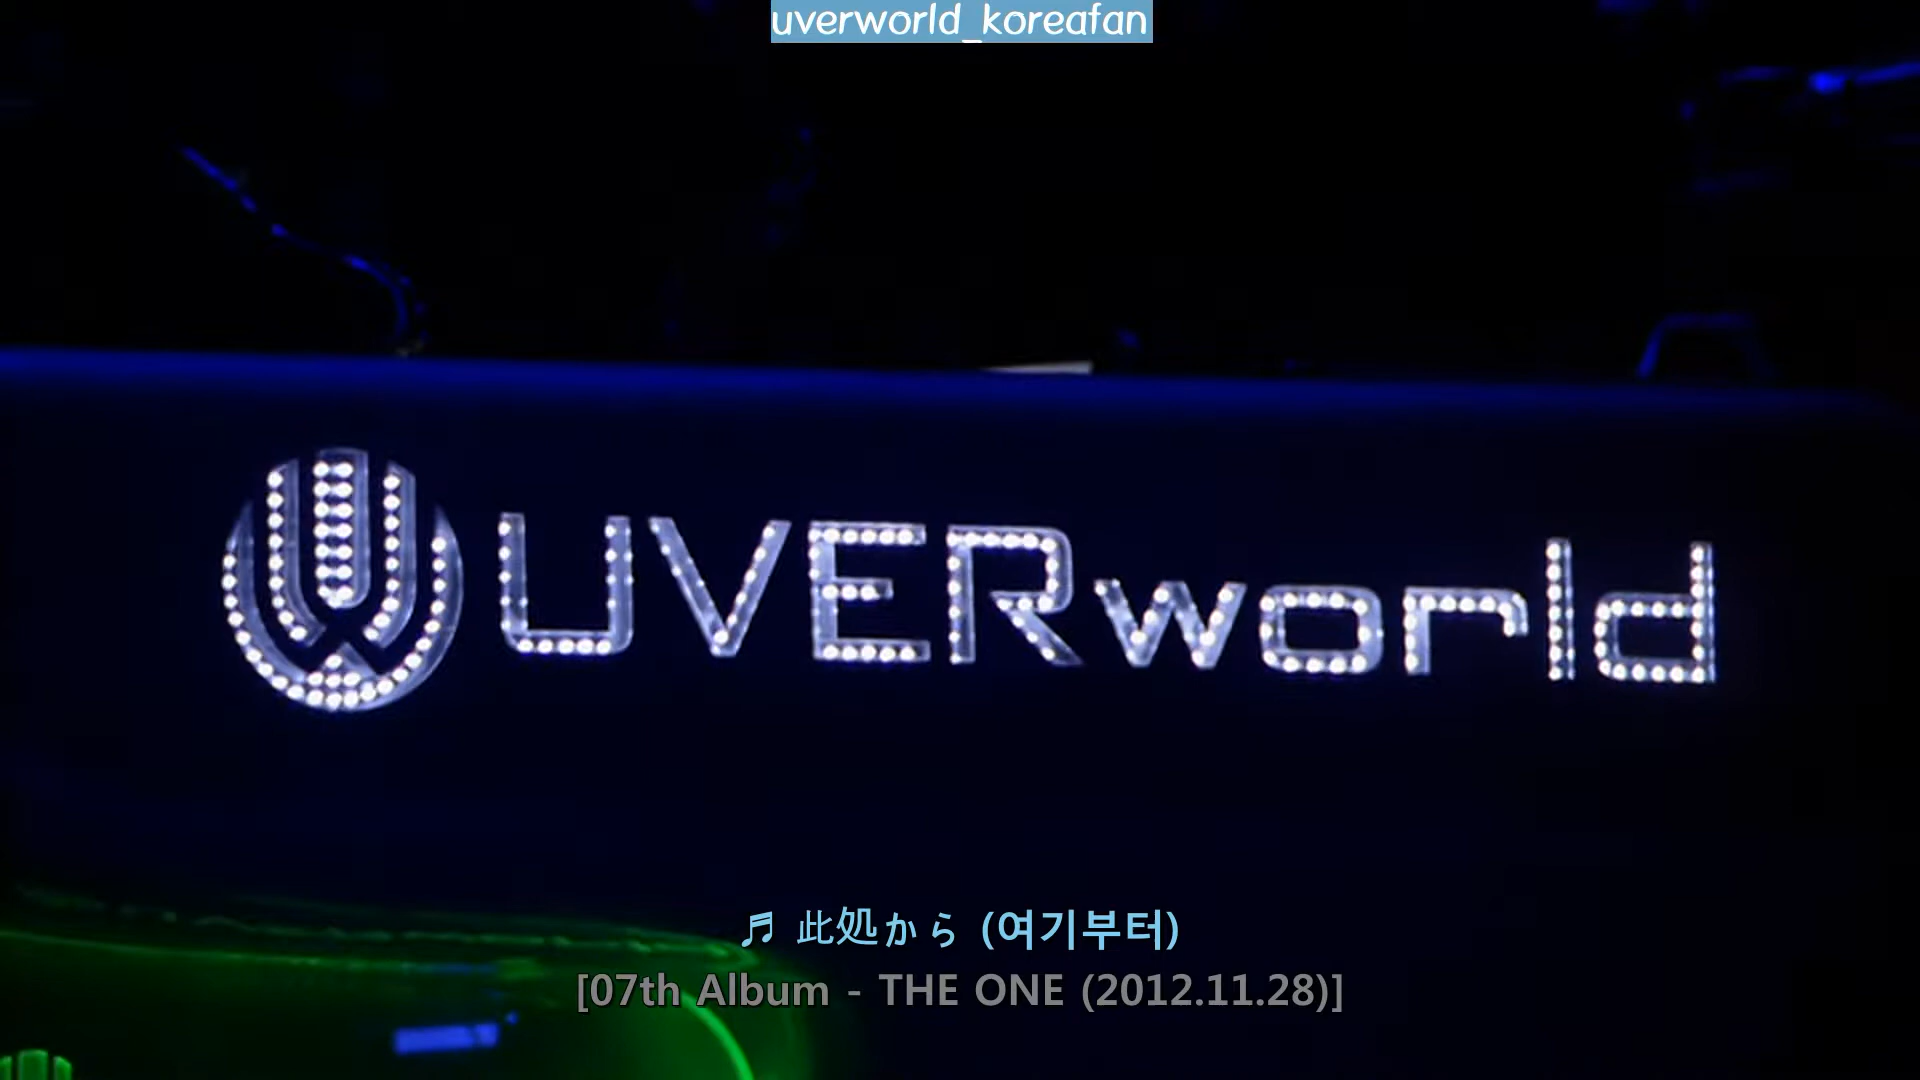 uverworld_koreafan
UVERworld
♬ 此処から (여기부터)
[07th Album - THE ONE (2012.11.28)]